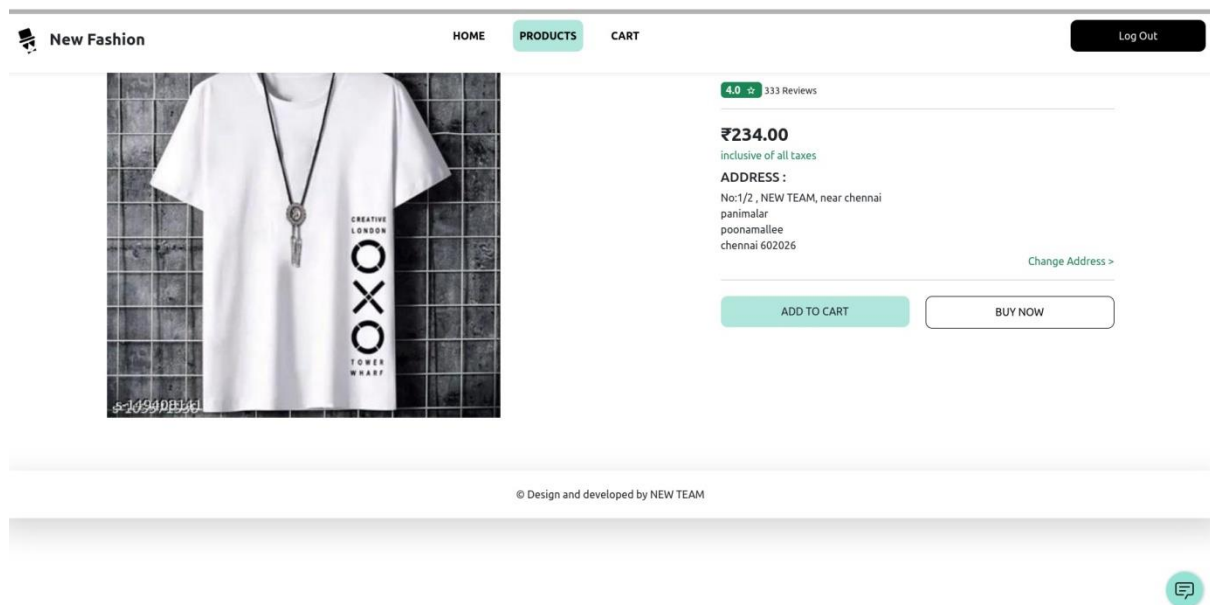 New Fashion
HOME
PRODUCTS
CART
Log Out
4.0 ☆ 333 Reviews
₹234.00
inclusive of all taxes
ADDRESS :
No:1/2 , NEW TEAM, near chennai
panimalar
poonamallee
chennai 602026
Change Address >
ADD TO CART
BUY NOW
CREATIVE
LONDON
OXO
TOWER
WHARF
© Design and developed by NEW TEAM